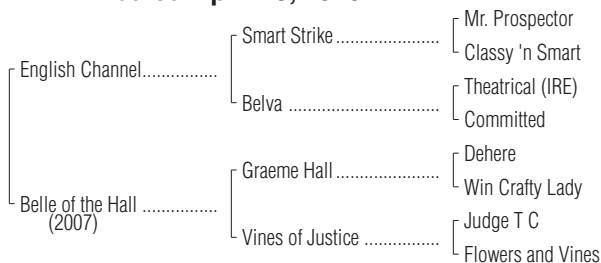 Mr. Prospector
Smart Strike
Classy 'n Smart
English Channel
Theatrical (IRE)
Belva
Committed
Dehere
Graeme Hall
Win Crafty Lady
Belle of the Hall
(2007)
Judge T C
Vines of Justice
Flowers and Vines